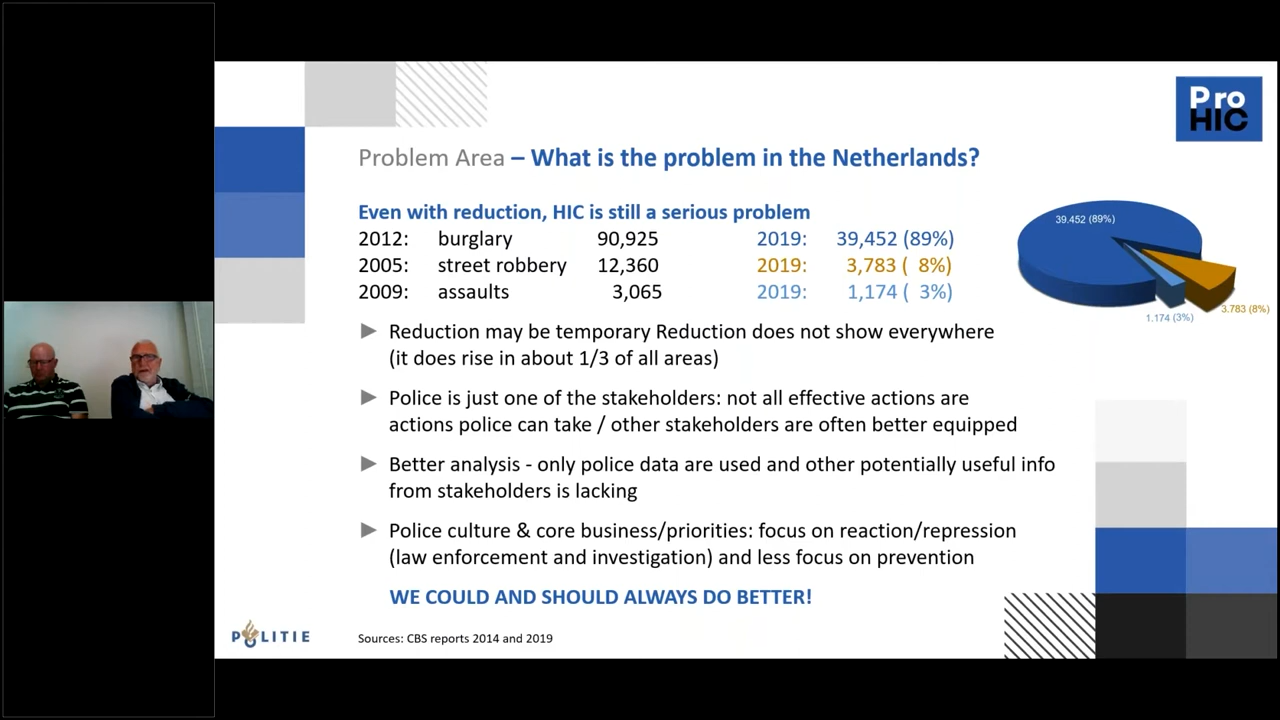 Pro
HIC
Problem Area – What is the problem in the Netherlands?
Even with reduction, HIC is still a serious problem
2012: burglary 90,925 2019: 39,452 (89%)
2005: street robbery 12,360 2019: 3,783 ( 8%)
2009: assaults 3,065 2019: 1,174 ( 3%)
39.452 (89%)
3.783 (8%)
1.174 (3%)
► Reduction may be temporary Reduction does not show everywhere
(it does rise in about 1/3 of all areas)
► Police is just one of the stakeholders: not all effective actions are
actions police can take / other stakeholders are often better equipped
► Better analysis - only police data are used and other potentially useful info
from stakeholders is lacking
► Police culture & core business/priorities: focus on reaction/repression
(law enforcement and investigation) and less focus on prevention
WE COULD AND SHOULD ALWAYS DO BETTER!
POLITIE
Sources: CBS reports 2014 and 2019